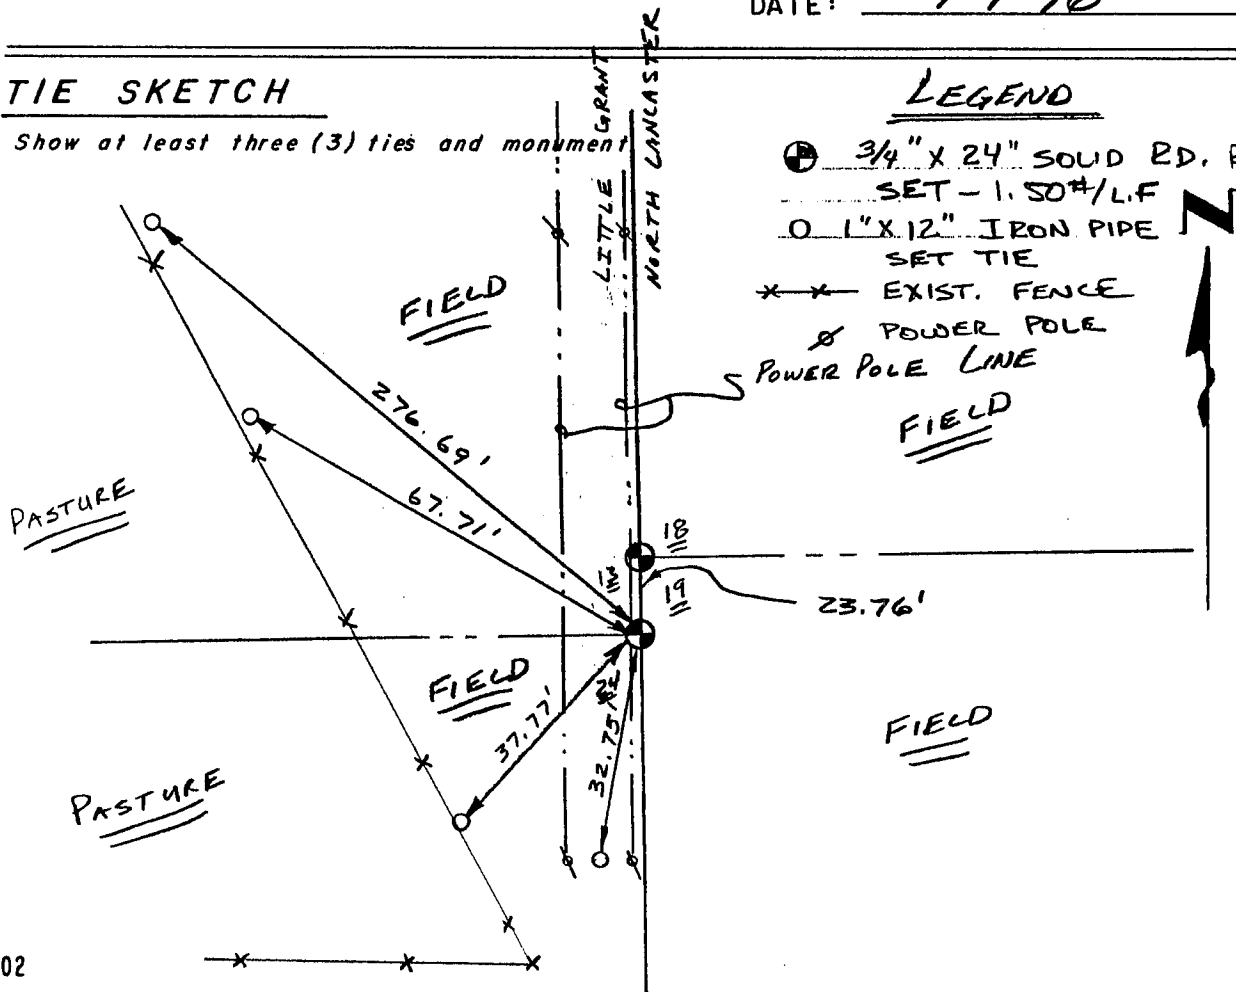 DATE:
TIE SKETCH
Show at least three (3) ties and monument
LITTLE GRANT
NORTH LANCASTER
LEGEND
3/4" X 24" SOLID RD.
SET - 1.50#/L.F
O 1" X 12" IRON PIPE
SET TIE
EXIST. FENCE
POWER POLE
POWER POLE LINE
N
FIELD
FIELD
276.69'
67.71'
PASTURE
18
19
23.76'
FIELD
37.77'
32.75'
FIELD
PASTURE
02